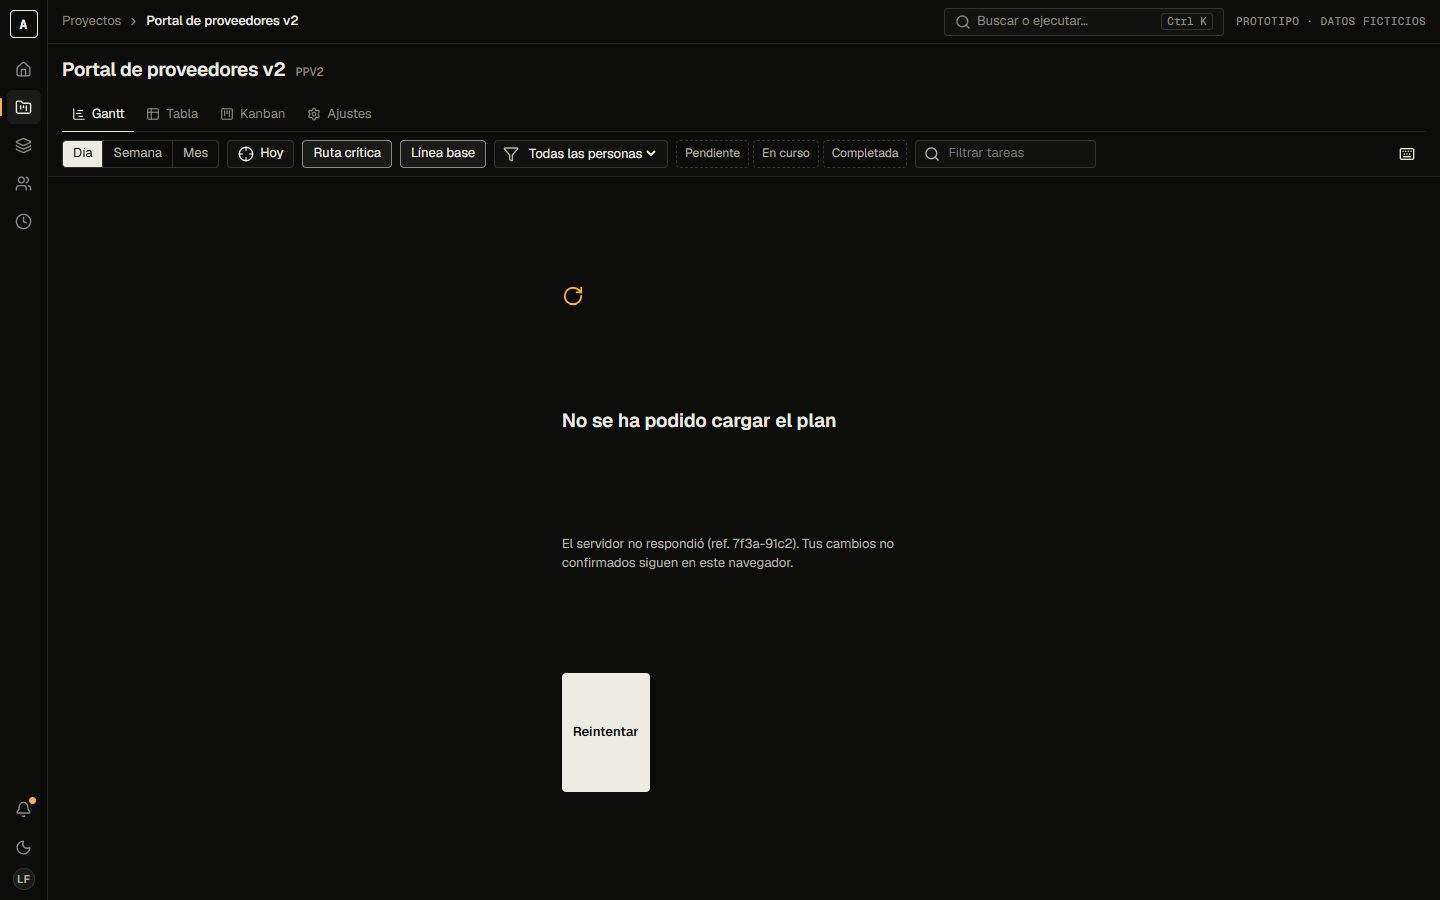 A
Proyectos > Portal de proveedores v2
Buscar o ejecutar... Ctrl K
PROTOTIPO · DATOS FICTICIOS
Portal de proveedores v2 PPV2
Gantt Tabla Kanban Ajustes
Día Semana Mes Hoy Ruta crítica Línea base Todas las personas Pendiente En curso Completada Filtrar tareas
No se ha podido cargar el plan
El servidor no respondió (ref. 7f3a-91c2). Tus cambios no
confirmados siguen en este navegador.
Reintentar
LF